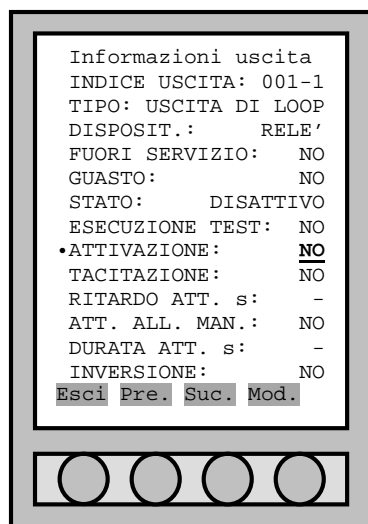 Informazioni uscita
INDICE USCITA: 001-1
TIPO: USCITA DI LOOP
DISPOSIT.: RELE’
FUORI SERVIZIO: NO
GUASTO: NO
STATO: DISATTIVO
ESECUZIONE TEST: NO
•ATTIVAZIONE: NO
TACITAZIONE: NO
RITARDO ATT. s: -
ATT. ALL. MAN.: NO
DURATA ATT. s: -
INVERSIONE: NO
Esci Pre. Suc. Mod.